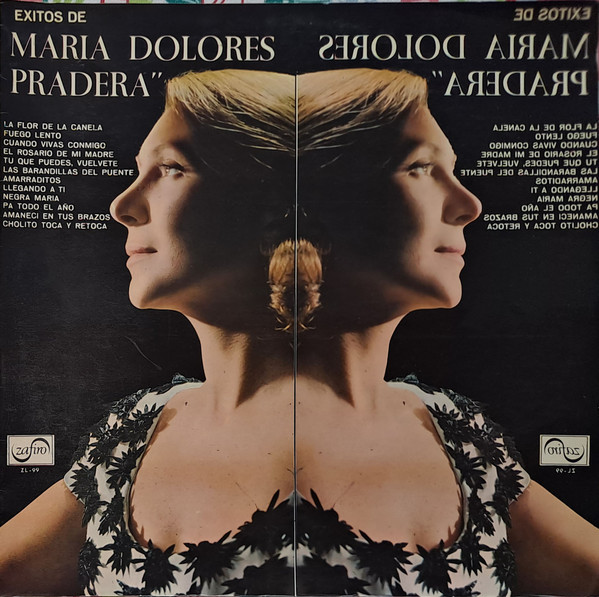 EXITOS DE
MARIA DOLORES
PRADERA"
LA FLOR DE LA CANELA
FUEGO LENTO
CUANDO VIVAS CONMIGO
EL ROSARIO DE MI MADRE
TU QUE PUEDES, VUELVETE
LAS BARANDILLAS DEL PUENTE
AMARRADITOS
LLEGANDO A TI
NEGRA MARIA
PA TODO EL AÑO
AMANECI EN TUS BRAZOS
CHOLITO TOCA Y RETOCA
zafiro
ZL-99
EXITOS DE
MARIA DOLORES
PRADERA"
LA FLOR DE LA CANELA
FUEGO LENTO
CUANDO VIVAS CONMIGO
EL ROSARIO DE MI MADRE
TU QUE PUEDES, VUELVETE
LAS BARANDILLAS DEL PUENTE
AMARRADITOS
LLEGANDO A TI
NEGRA MARIA
PA TODO EL AÑO
AMANECI EN TUS BRAZOS
CHOLITO TOCA Y RETOCA
zafiro
ZL-99